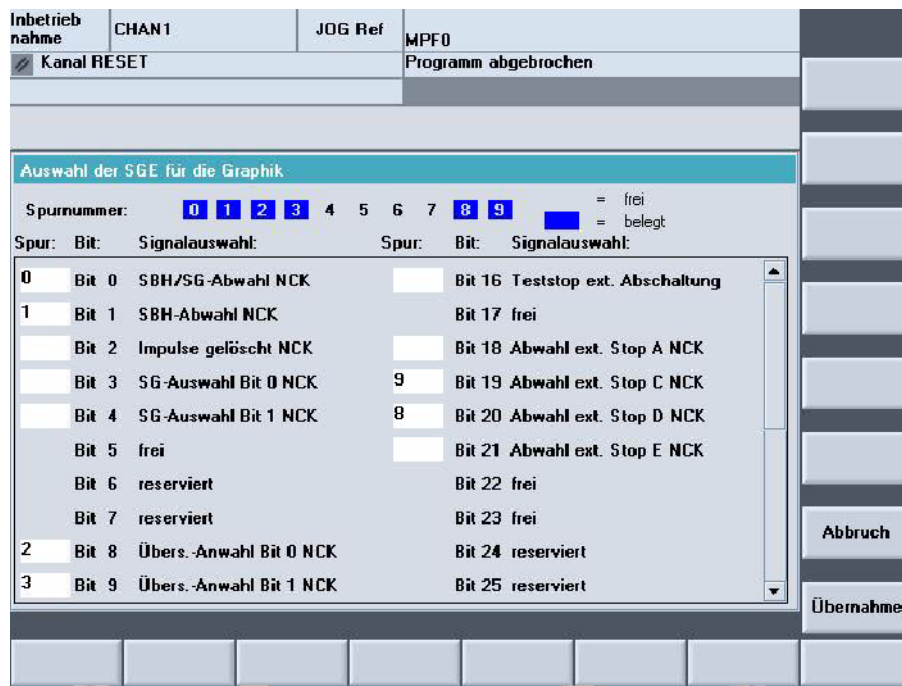 Inbetrieb
nahme
CHAN1
JOG Ref
MPF0
Kanal RESET
Programm abgebrochen
Auswahl der SGE für die Graphik
Spurnummer: 0 1 2 3 4 5 6 7 8 9
= frei
= belegt
Spur: Bit: Signalauswahl: Spur: Bit: Signalauswahl:
0 Bit 0 SBH/SG-Abwahl NCK Bit 16 Teststop ext. Abschaltung
1 Bit 1 SBH-Abwahl NCK Bit 17 frei
Bit 2 Impulse gelöscht NCK Bit 18 Abwahl ext. Stop A NCK
Bit 3 SG-Auswahl Bit 0 NCK 9 Bit 19 Abwahl ext. Stop C NCK
Bit 4 SG-Auswahl Bit 1 NCK 8 Bit 20 Abwahl ext. Stop D NCK
Bit 5 frei Bit 21 Abwahl ext. Stop E NCK
Bit 6 reserviert Bit 22 frei
Bit 7 reserviert Bit 23 frei
2 Bit 8 Übers.-Anwahl Bit 0 NCK Bit 24 reserviert
3 Bit 9 Übers.-Anwahl Bit 1 NCK Bit 25 reserviert
Abbruch
Übernahme